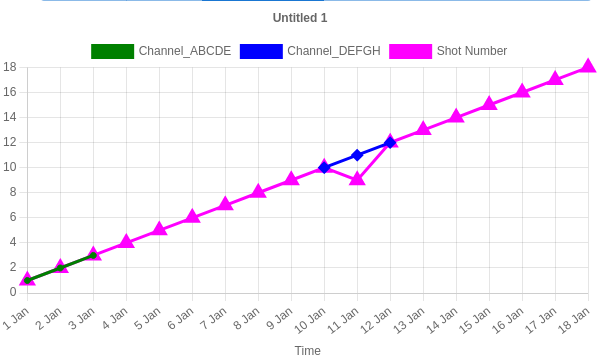 Untitled 1
Channel_ABCDE Channel_DEFGH Shot Number
18
16
14
12
10
8
6
4
2
0
1 Jan 2 Jan 3 Jan 4 Jan 5 Jan 6 Jan 7 Jan 8 Jan 9 Jan 10 Jan 11 Jan 12 Jan 13 Jan 14 Jan 15 Jan 16 Jan 17 Jan 18 Jan
Time